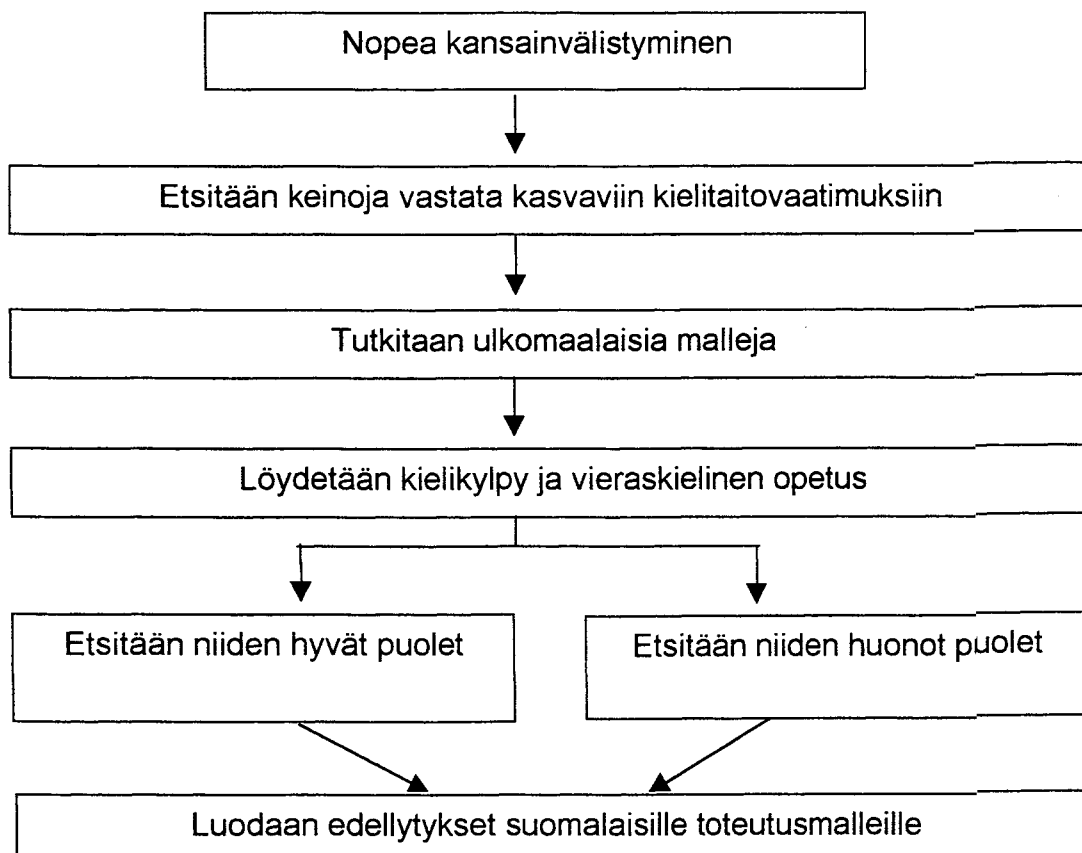 Nopea kansainvälistyminen
Etsitään keinoja vastata kasvaviin kielitaitovaatimuksiin
Tutkitaan ulkomaalaisia malleja
Löydetään kielikylpy ja vieraskielinen opetus
Etsitään niiden hyvät puolet
Etsitään niiden huonot puolet
Luodaan edellytykset suomalaisille toteutusmalleille